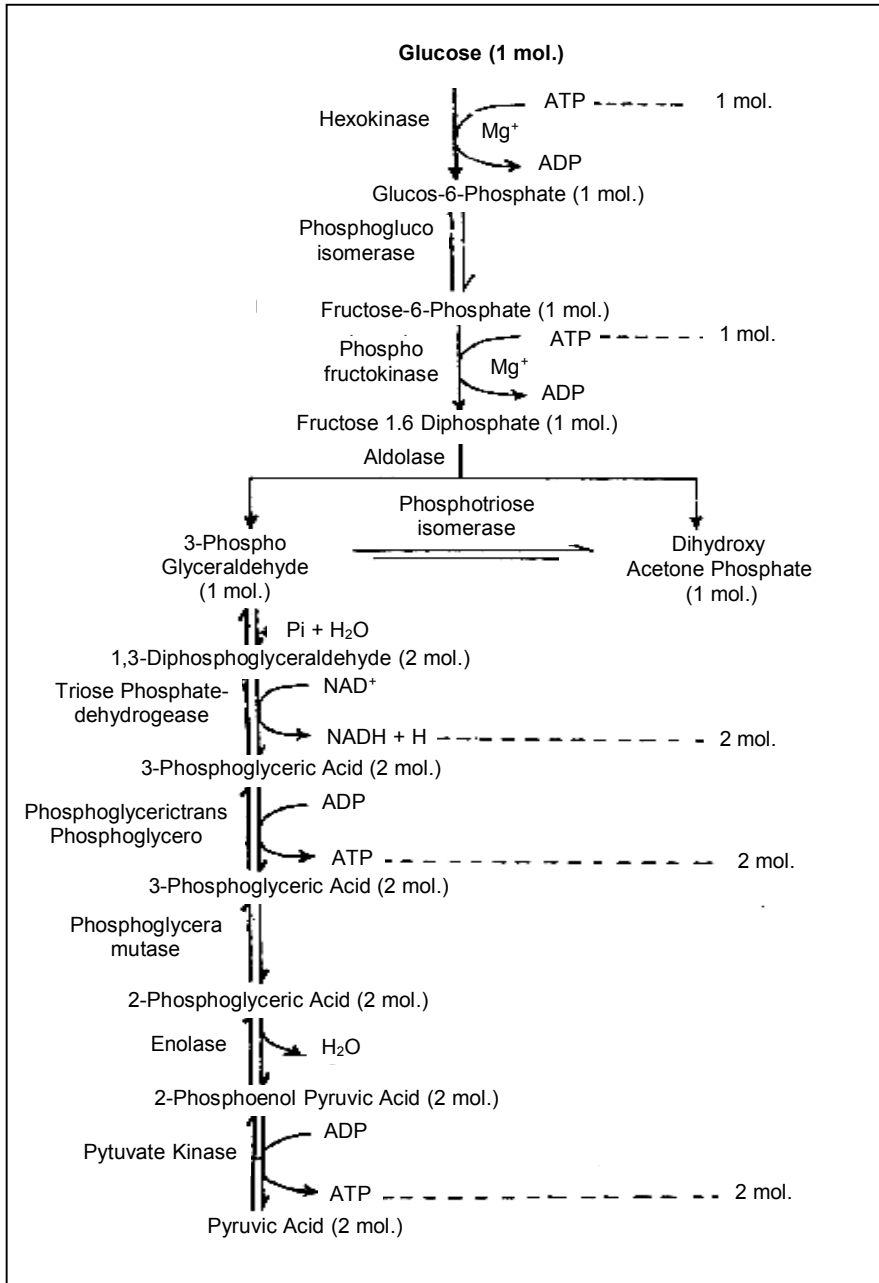 Glucose (1 mol.)
ATP 1 mol.
Hexokinase
Mg⁺
ADP
Glucos-6-Phosphate (1 mol.)
Phosphogluco
isomerase
Fructose-6-Phosphate (1 mol.)
ATP 1 mol.
Phospho
fructokinase
Mg⁺
ADP
Fructose 1.6 Diphosphate (1 mol.)
Aldolase
Phosphotriose
isomerase
3-Phospho
Glyceraldehyde
(1 mol.)
Dihydroxy
Acetone Phosphate
(1 mol.)
Pi + H₂O
1,3-Diphosphoglyceraldehyde (2 mol.)
Triose Phosphate-
dehydrogease
NAD⁺
NADH + H 2 mol.
3-Phosphoglyceric Acid (2 mol.)
ADP
Phosphoglycerictrans
Phosphoglycero
ATP 2 mol.
3-Phosphoglyceric Acid (2 mol.)
Phosphoglycera
mutase
2-Phosphoglyceric Acid (2 mol.)
Enolase
H₂O
2-Phosphoenol Pyruvic Acid (2 mol.)
ADP
Pytuvate Kinase
ATP 2 mol.
Pyruvic Acid (2 mol.)